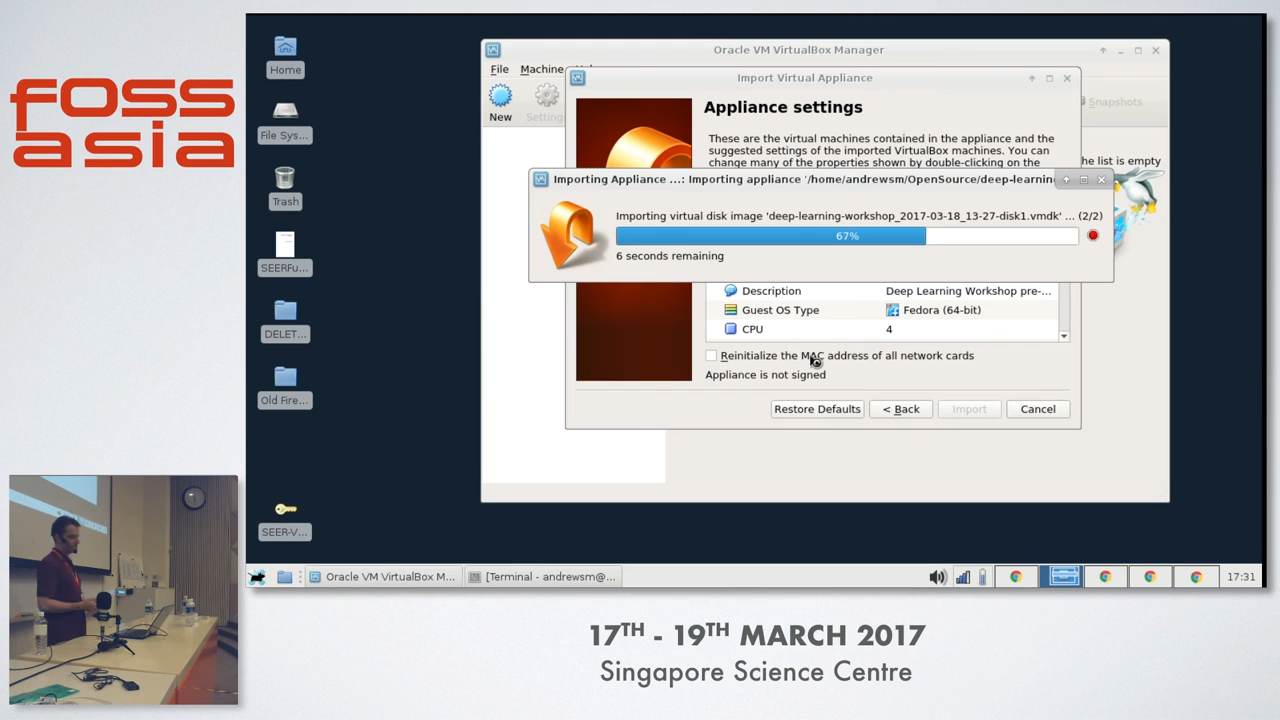 foss
asia
Home
File Sys...
Trash
SEERFu...
DELET...
Old Fire...
SEER-V...
Oracle VM VirtualBox Manager
File Machine
New Settings
Snapshots
the list is empty
Import Virtual Appliance
Appliance settings
These are the virtual machines contained in the appliance and the
suggested settings of the imported VirtualBox machines. You can
change many of the properties shown by double-clicking on the
Importing Appliance ...: Importing appliance '/home/andrewsm/OpenSource/deep-learnin
Importing virtual disk image 'deep-learning-workshop_2017-03-18_13-27-disk1.vmdk' ... (2/2)
67%
6 seconds remaining
Description Deep Learning Workshop pre-...
Guest OS Type Fedora (64-bit)
CPU 4
Reinitialize the MAC address of all network cards
Appliance is not signed
Restore Defaults < Back Import Cancel
Oracle VM VirtualBox M... [Terminal - andrewsm@... 17:31
17TH - 19TH MARCH 2017
Singapore Science Centre